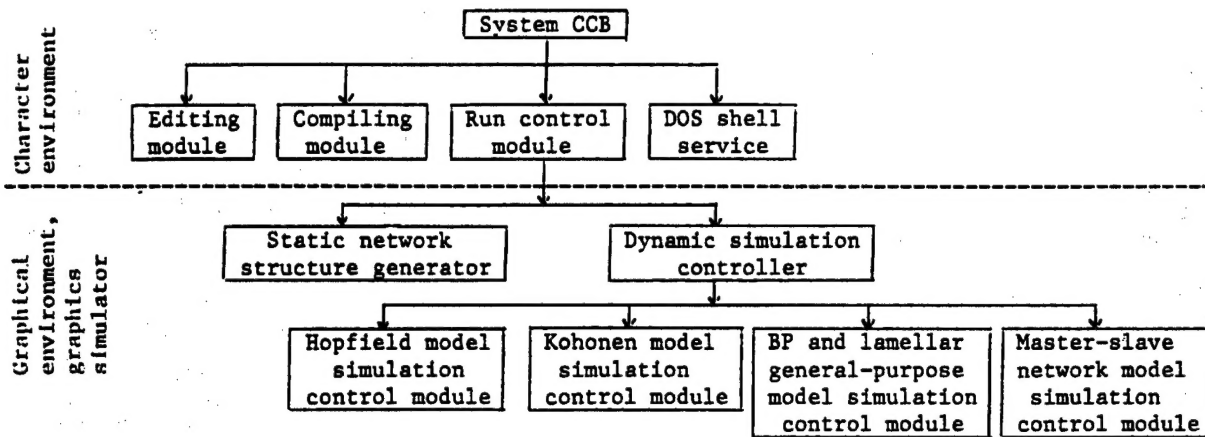 System CCB
Character
environment
Editing
module
Compiling
module
Run control
module
DOS shell
service
Graphical
environment,
graphics
simulator
Static network
structure generator
Dynamic simulation
controller
Hopfield model
simulation
control module
Kohonen model
simulation
control module
BP and lamellar
general-purpose
model simulation
control module
Master-slave
network model
simulation
control module